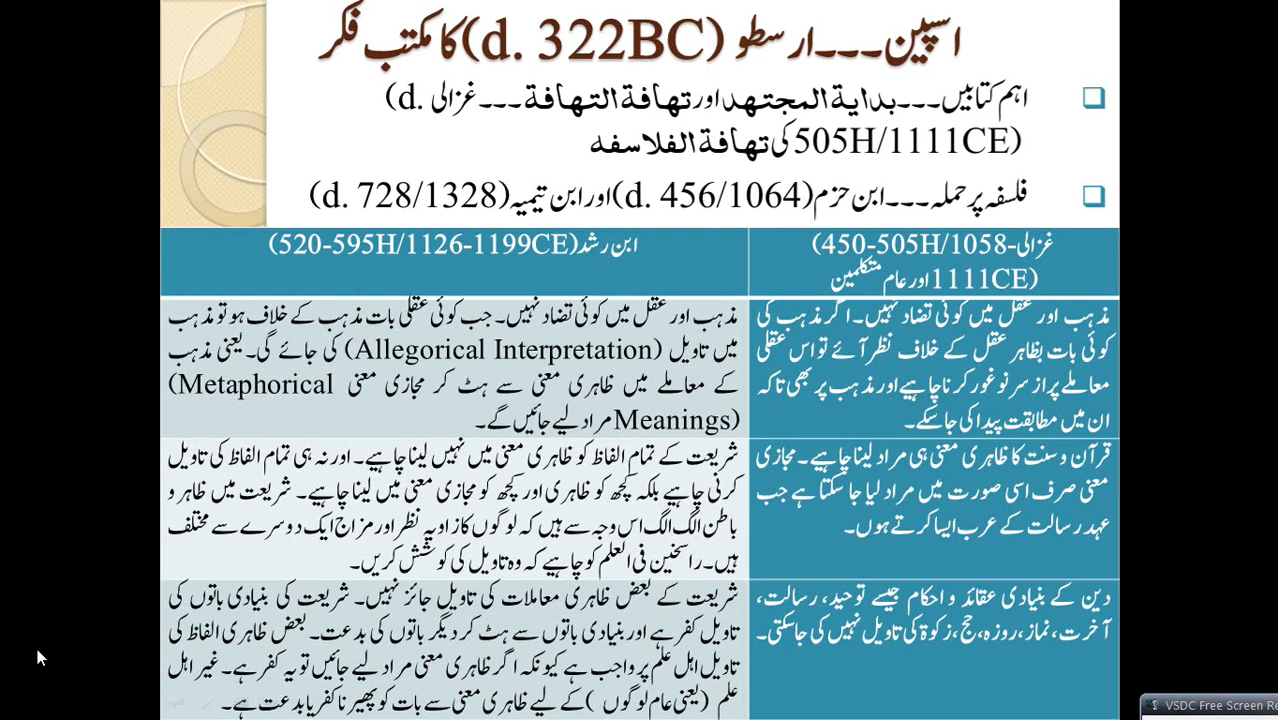 اسپین۔۔۔ارسطو (d. 322BC) کا مکتب فکر
اہم کتابیں۔۔۔بدایة المجتہد اور تہافة التہافة۔۔۔غزالی (d.
505H/1111CE) کی تہافة الفلاسفه
فلسفہ پر حملہ۔۔۔ابن حزم (d. 456/1064) اور ابن تیمیہ (d. 728/1328)
غزالی (450-505H/1058-
1111CE) اور عام متکلمین
ابن رشد (520-595H/1126-1199CE)
مذہب اور عقل میں کوئی تضاد نہیں۔ اگر مذہب کی
کوئی بات بظاہر عقل کے خلاف نظر آئے تو اس عقلی
معاملے پر از سر نو غور کرنا چاہیے اور مذہب پر بھی تاکہ
ان میں مطابقت پیدا کی جا سکے۔
مذہب اور عقل میں کوئی تضاد نہیں۔ جب کوئی عقلی بات مذہب کے خلاف ہو تو مذہب
میں تاویل (Allegorical Interpretation) کی جائے گی۔ یعنی مذہب
کے معاملے میں ظاہری معنی سے ہٹ کر مجازی معنی (Metaphorical
Meanings) مراد لیے جائیں گے۔
قرآن و سنت کا ظاہری معنی ہی مراد لینا چاہیے۔ مجازی
معنی صرف اسی صورت میں مراد لیا جا سکتا ہے جب
عہد رسالت کے عرب ایسا کرتے ہوں۔
شریعت کے تمام الفاظ کو ظاہری معنی میں نہیں لینا چاہیے۔ اور نہ ہی تمام الفاظ کی تاویل
کرنی چاہیے بلکہ کچھ کو ظاہری اور کچھ کو مجازی معنی میں لینا چاہیے۔ شریعت میں ظاہر و
باطن الگ الگ اس وجہ سے ہیں کہ لوگوں کا زاویہ نظر اور مزاج ایک دوسرے سے مختلف
ہیں۔ راسخین فی العلم کو چاہیے کہ وہ تاویل کی کوشش کریں۔
دین کے بنیادی عقائد و احکام جیسے توحید، رسالت،
آخرت، نماز، روزہ، حج، زکوۃ کی تاویل نہیں کی جا سکتی۔
شریعت کے بعض ظاہری معاملات کی تاویل جائز نہیں۔ شریعت کی بنیادی باتوں کی
تاویل کفر ہے اور بنیادی باتوں سے ہٹ کر دیگر باتوں کی بدعت۔ بعض ظاہری الفاظ کی
تاویل اہل علم پر واجب ہے کیونکہ اگر ظاہری معنی مراد لیے جائیں تو یہ کفر ہے۔ غیر اہل
علم (یعنی عام لوگوں) کے لیے ظاہری معنی سے بات کو پھیرنا کفر یا بدعت ہے۔
VSDC Free Screen Re